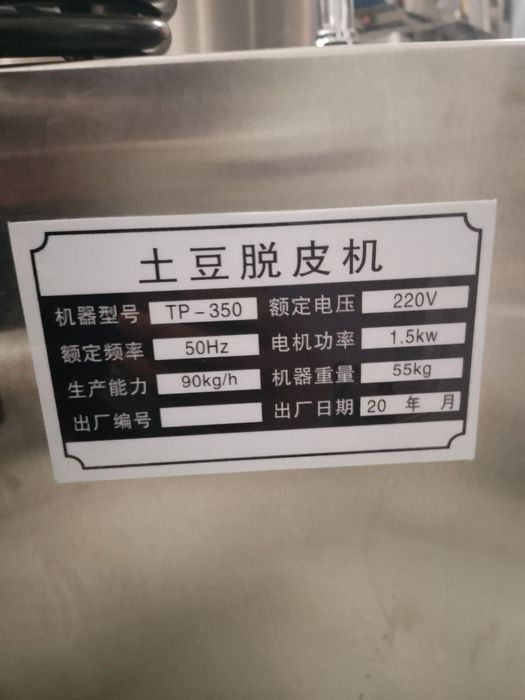 土豆脱皮机
机器型号 TP-350 额定电压 220V
额定频率 50Hz 电机功率 1.5kw
生产能力 90kg/h 机器重量 55kg
出厂编号 出厂日期 20 年 月